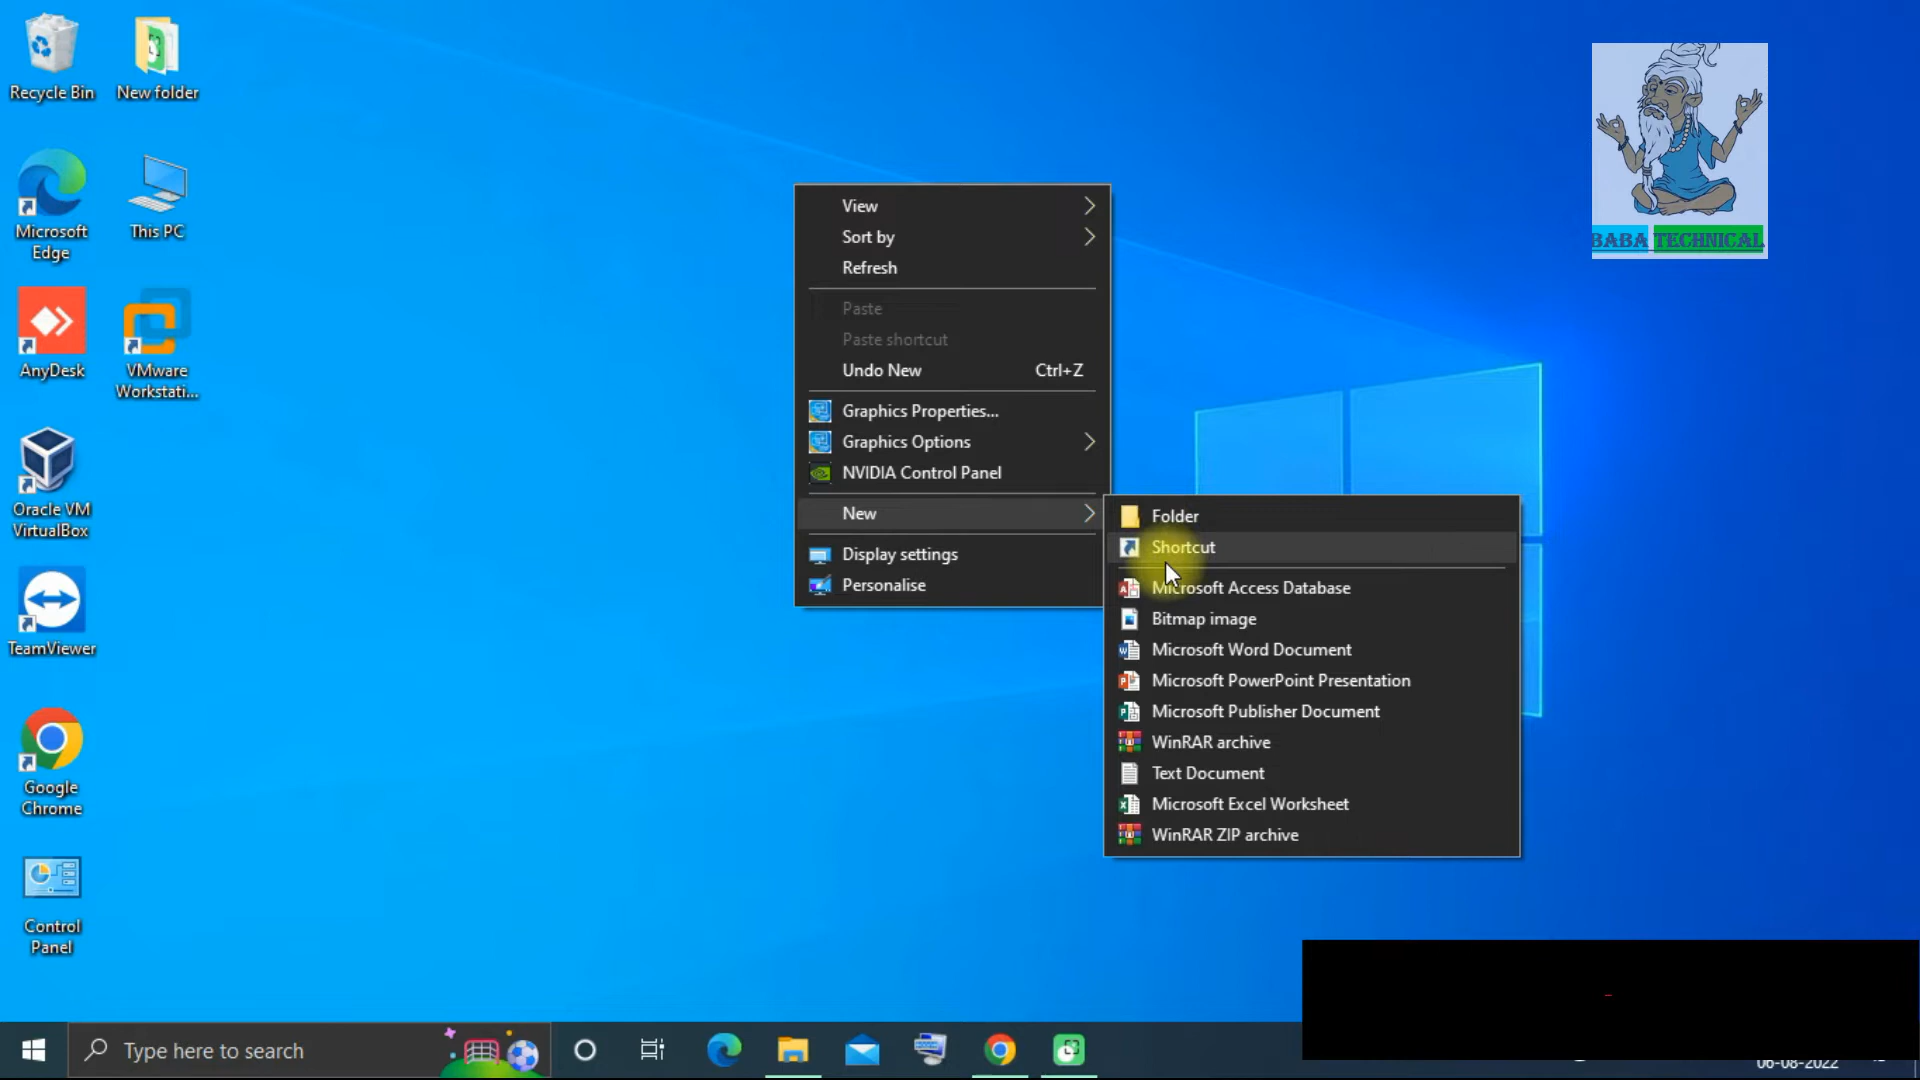 Recycle Bin
New folder
Microsoft
Edge
This PC
AnyDesk
VMware
Workstati...
Oracle VM
VirtualBox
TeamViewer
Google
Chrome
Control
Panel
View
Sort by
Refresh
Paste
Paste shortcut
Undo New Ctrl+Z
Graphics Properties...
Graphics Options
NVIDIA Control Panel
New
Display settings
Personalise
Folder
Shortcut
Microsoft Access Database
Bitmap image
Microsoft Word Document
Microsoft PowerPoint Presentation
Microsoft Publisher Document
WinRAR archive
Text Document
Microsoft Excel Worksheet
WinRAR ZIP archive
BABA TECHNICAL
Type here to search
06-08-2022